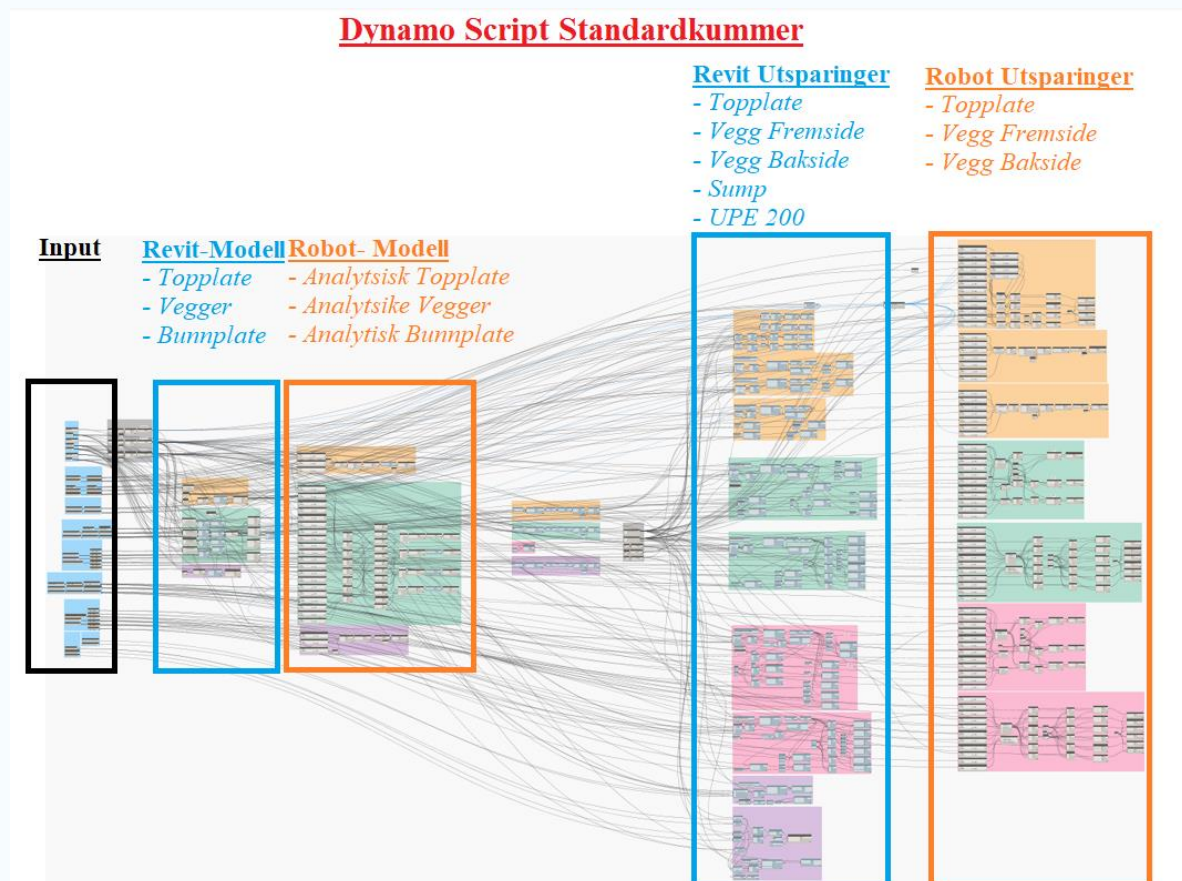 Dynamo Script Standardkummer
Revit Utsparinger
- Topplate
- Vegg Fremside
- Vegg Bakside
- Sump
- UPE 200
Robot Utsparinger
- Topplate
- Vegg Fremside
- Vegg Bakside
Input
Revit-Modell
- Topplate
- Vegger
- Bunnplate
Robot- Modell
- Analytsisk Topplate
- Analytsike Vegger
- Analytisk Bunnplate